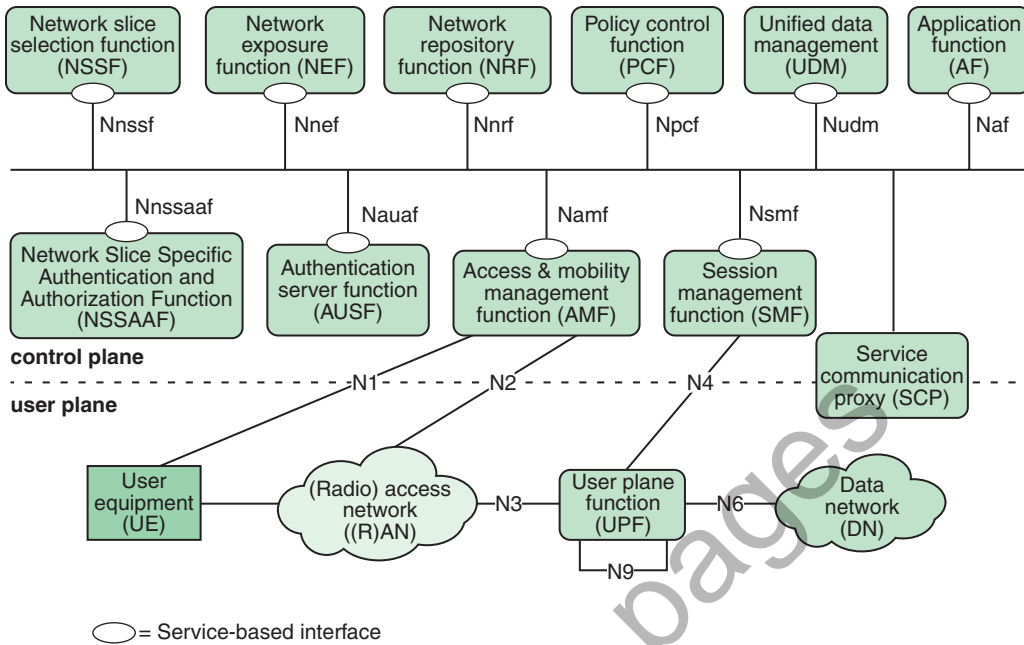 Network slice
selection function
(NSSF)
Network
exposure
function (NEF)
Network
repository
function (NRF)
Policy control
function
(PCF)
Unified data
management
(UDM)
Application
function
(AF)
Nnssf
Nnef
Nnrf
Npcf
Nudm
Naf
Nnssaaf
Nauaf
Namf
Nsmf
Network Slice Specific
Authentication and
Authorization Function
(NSSAAF)
Authentication
server function
(AUSF)
Access & mobility
management
function (AMF)
Session
management
function (SMF)
Service
communication
proxy (SCP)
control plane
user plane
N1
N2
N4
User
equipment
(UE)
(Radio) access
network
((R)AN)
N3
User plane
function
(UPF)
N6
Data
network
(DN)
N9
pages
= Service-based interface